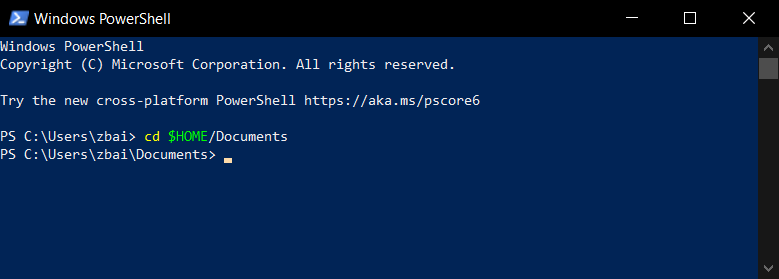 Windows PowerShell
Windows PowerShell
Copyright (C) Microsoft Corporation. All rights reserved.
Try the new cross-platform PowerShell https://aka.ms/pscore6
PS C:\Users\zbai> cd $HOME/Documents
PS C:\Users\zbai\Documents>